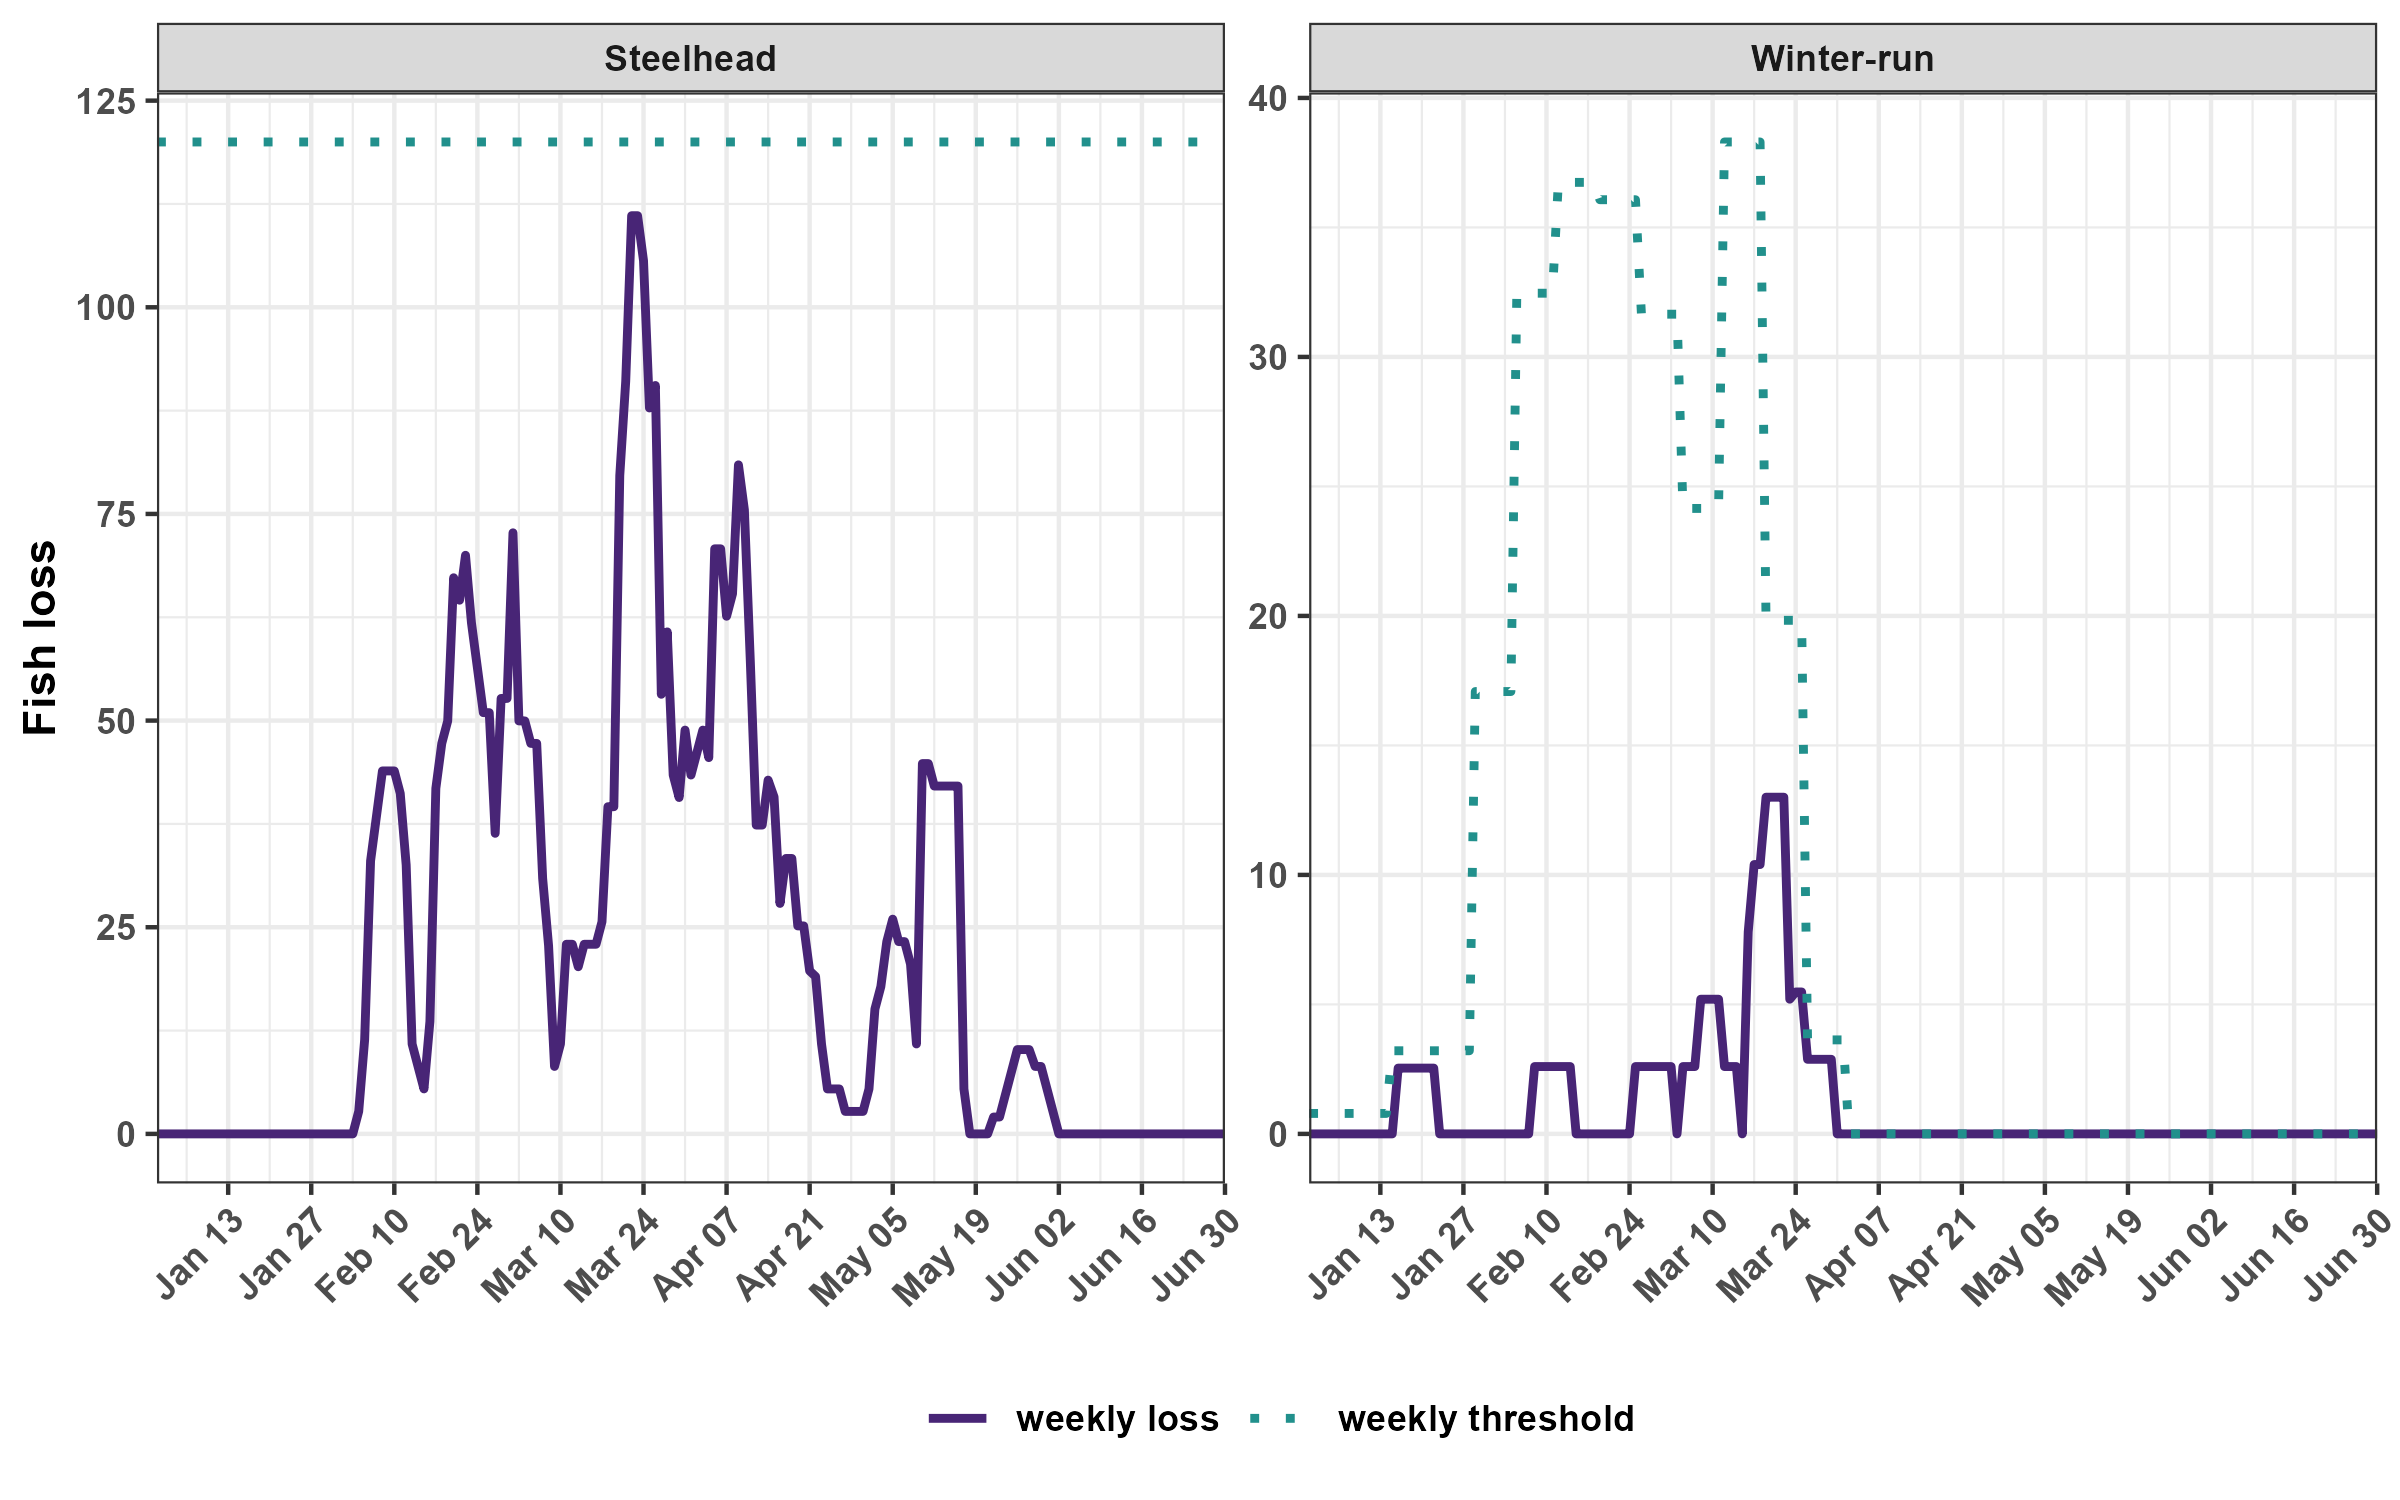 Steelhead
Winter-run
Fish loss
125
100
75
50
25
0
40
30
20
10
0
Jan 13
Jan 27
Feb 10
Feb 24
Mar 10
Mar 24
Apr 07
Apr 21
May 05
May 19
Jun 02
Jun 16
Jun 30
Jan 13
Jan 27
Feb 10
Feb 24
Mar 10
Mar 24
Apr 07
Apr 21
May 05
May 19
Jun 02
Jun 16
Jun 30
weekly loss
weekly threshold